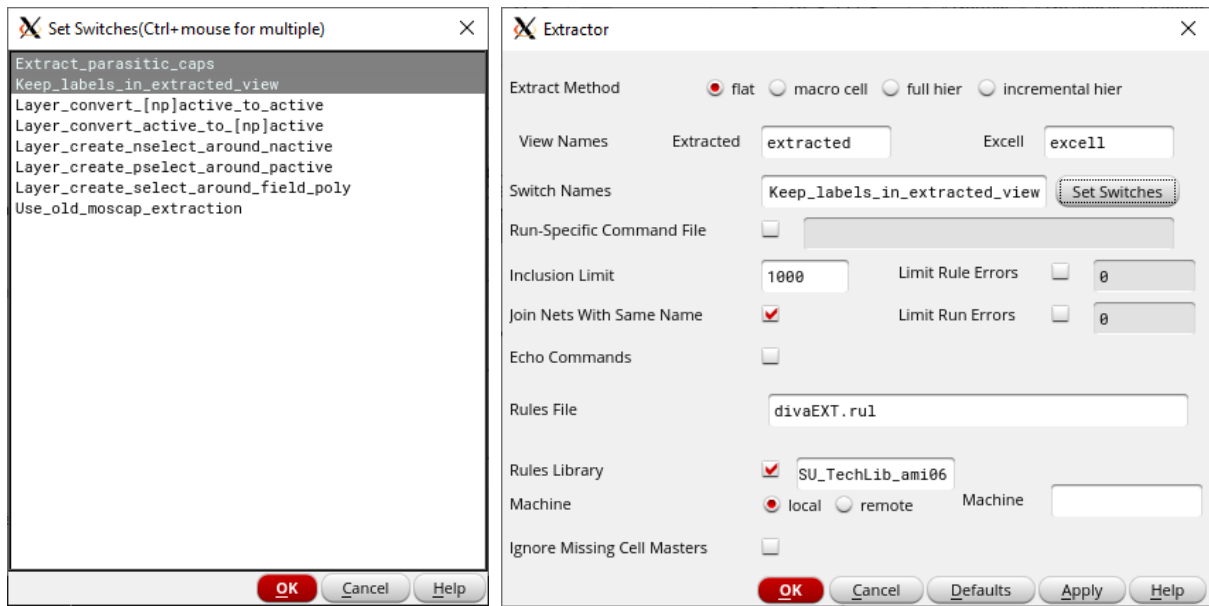 Set Switches(Ctrl+mouse for multiple)
Extract_parasitic_caps
Keep_labels_in_extracted_view
Layer_convert_[np]active_to_active
Layer_convert_active_to_[np]active
Layer_create_nselect_around_nactive
Layer_create_pselect_around_pactive
Layer_create_select_around_field_poly
Use_old_moscap_extraction
OK Cancel Help
Extractor
Extract Method flat macro cell full hier incremental hier
View Names Extracted extracted Excell excell
Switch Names Keep_labels_in_extracted_view Set Switches
Run-Specific Command File
Inclusion Limit 1000 Limit Rule Errors 0
Join Nets With Same Name Limit Run Errors 0
Echo Commands
Rules File divaEXT.rul
Rules Library SU_TechLib_ami06
Machine local remote Machine
Ignore Missing Cell Masters
OK Cancel Defaults Apply Help